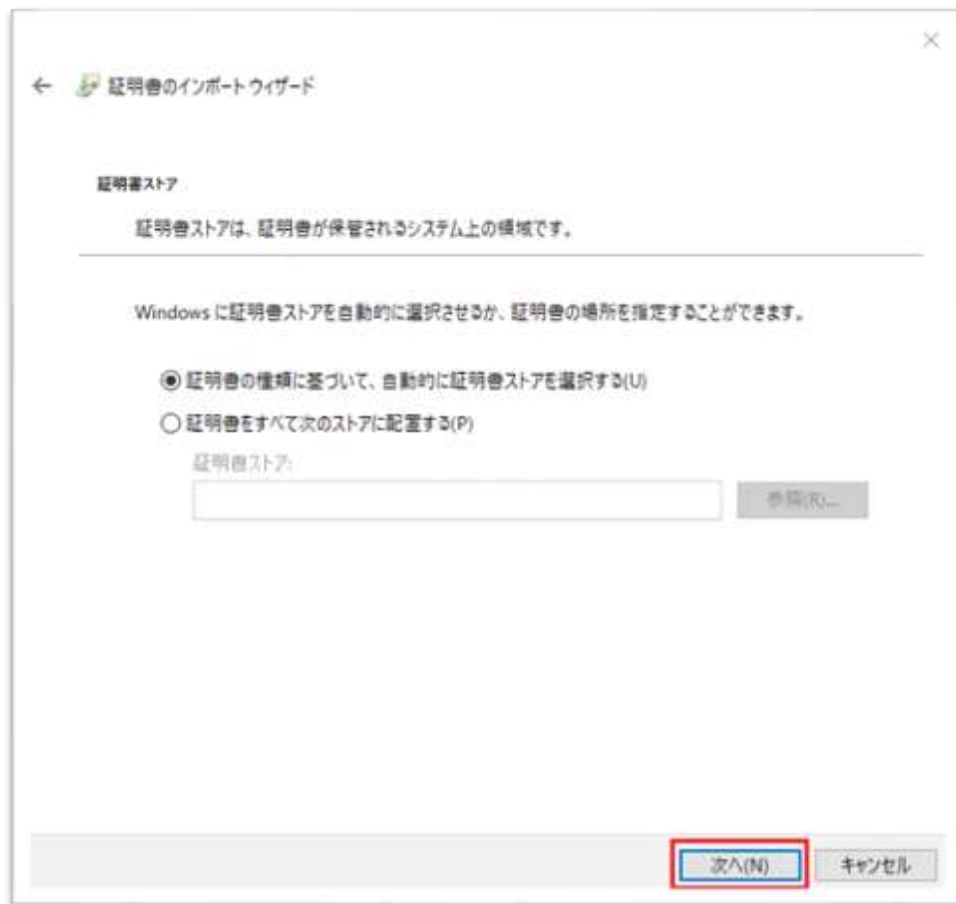 証明書のインポート ウィザード
証明書ストア
証明書ストアは、証明書が保管されるシステム上の領域です。
Windows に証明書ストアを自動的に選択させるか、証明書の場所を指定することができます。
証明書の種類に基づいて、自動的に証明書ストアを選択する(U)
証明書をすべて次のストアに配置する(P)
証明書ストア:
参照(R)...
次へ(N)
キャンセル